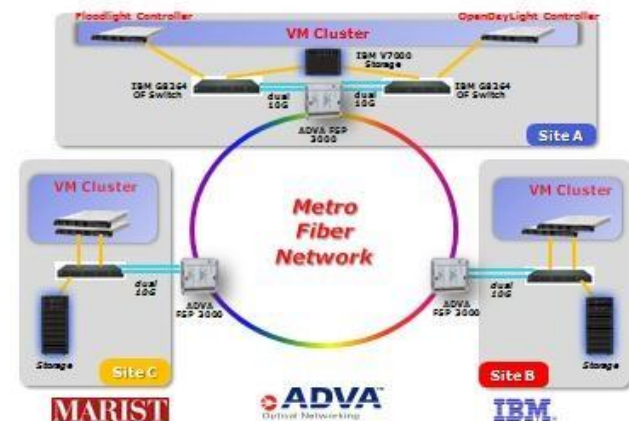 Floodlight Controller
OpenDayLight Controller
VM Cluster
IBM V7000
Storage
IBM G8264
OF Switch
IBM G8264
OF Switch
dual
10G
dual
10G
ADVA FSP
3000
Site A
VM Cluster
VM Cluster
Metro
Fiber
Network
dual
10G
dual
10G
ADVA
FSP 3000
ADVA
FSP 3000
Storage
Storage
Site C
Site B
MARIST
ADVA™
Optical Networking
IBM